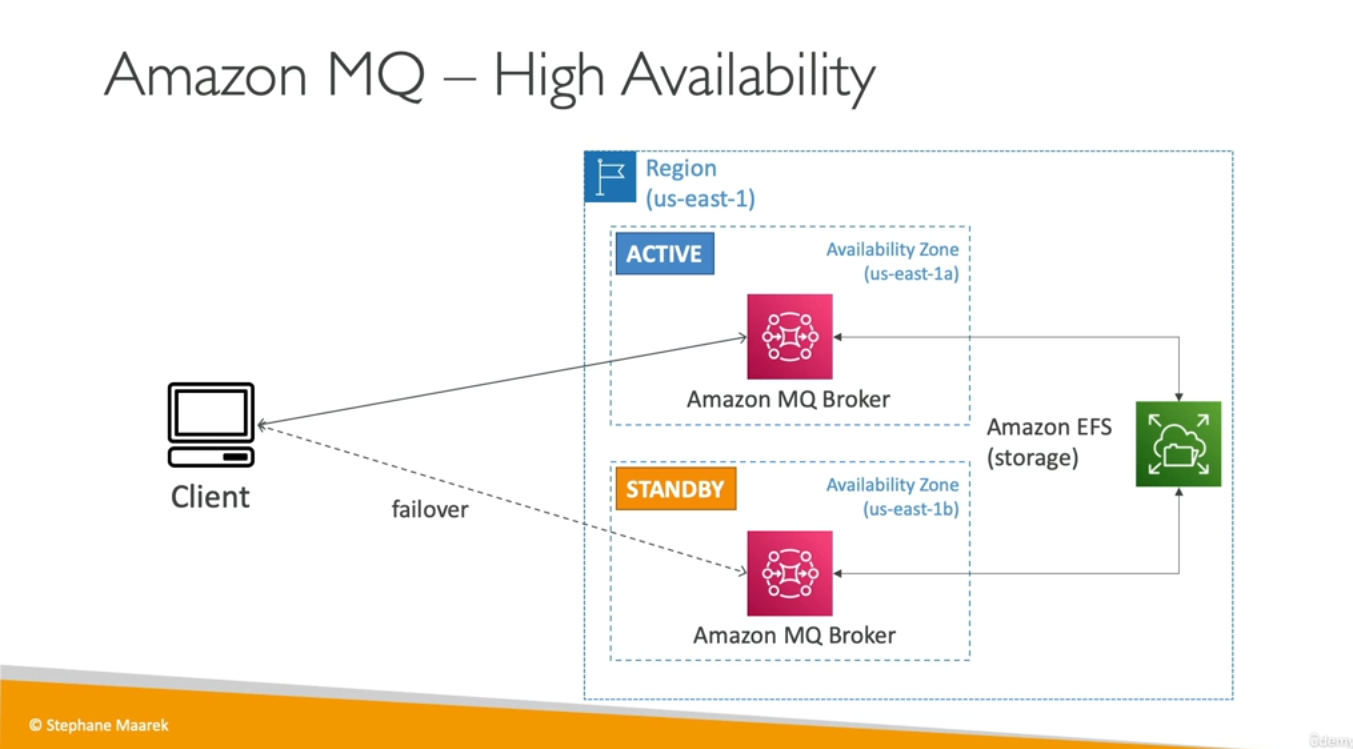 Amazon MQ – High Availability
Region
(us-east-1)
ACTIVE
Availability Zone
(us-east-1a)
Amazon MQ Broker
Client
failover
Amazon EFS
(storage)
STANDBY
Availability Zone
(us-east-1b)
Amazon MQ Broker
© Stephane Maarek
ûdemy